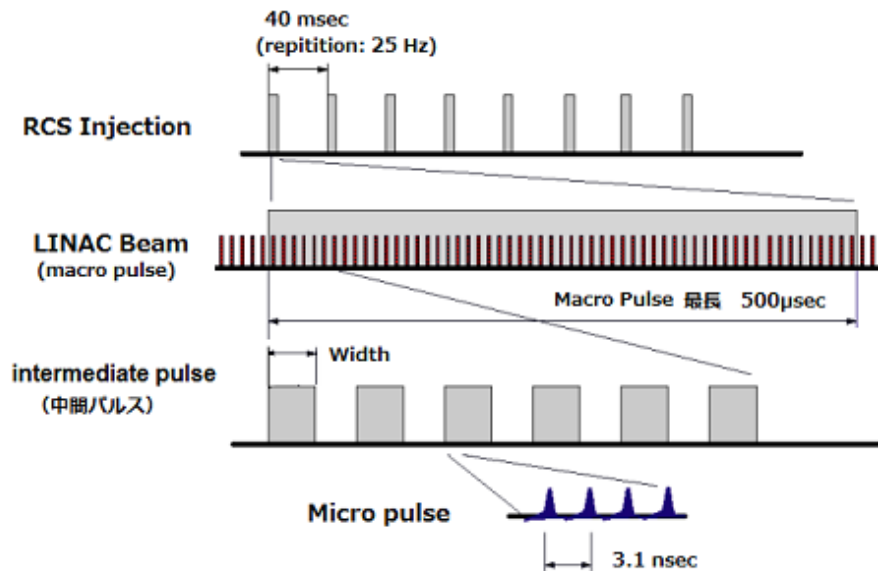 40 msec
(repitition: 25 Hz)
RCS Injection
LINAC Beam
(macro pulse)
Macro Pulse 最長 500μsec
Width
intermediate pulse
（中間パルス）
Micro pulse
3.1 nsec